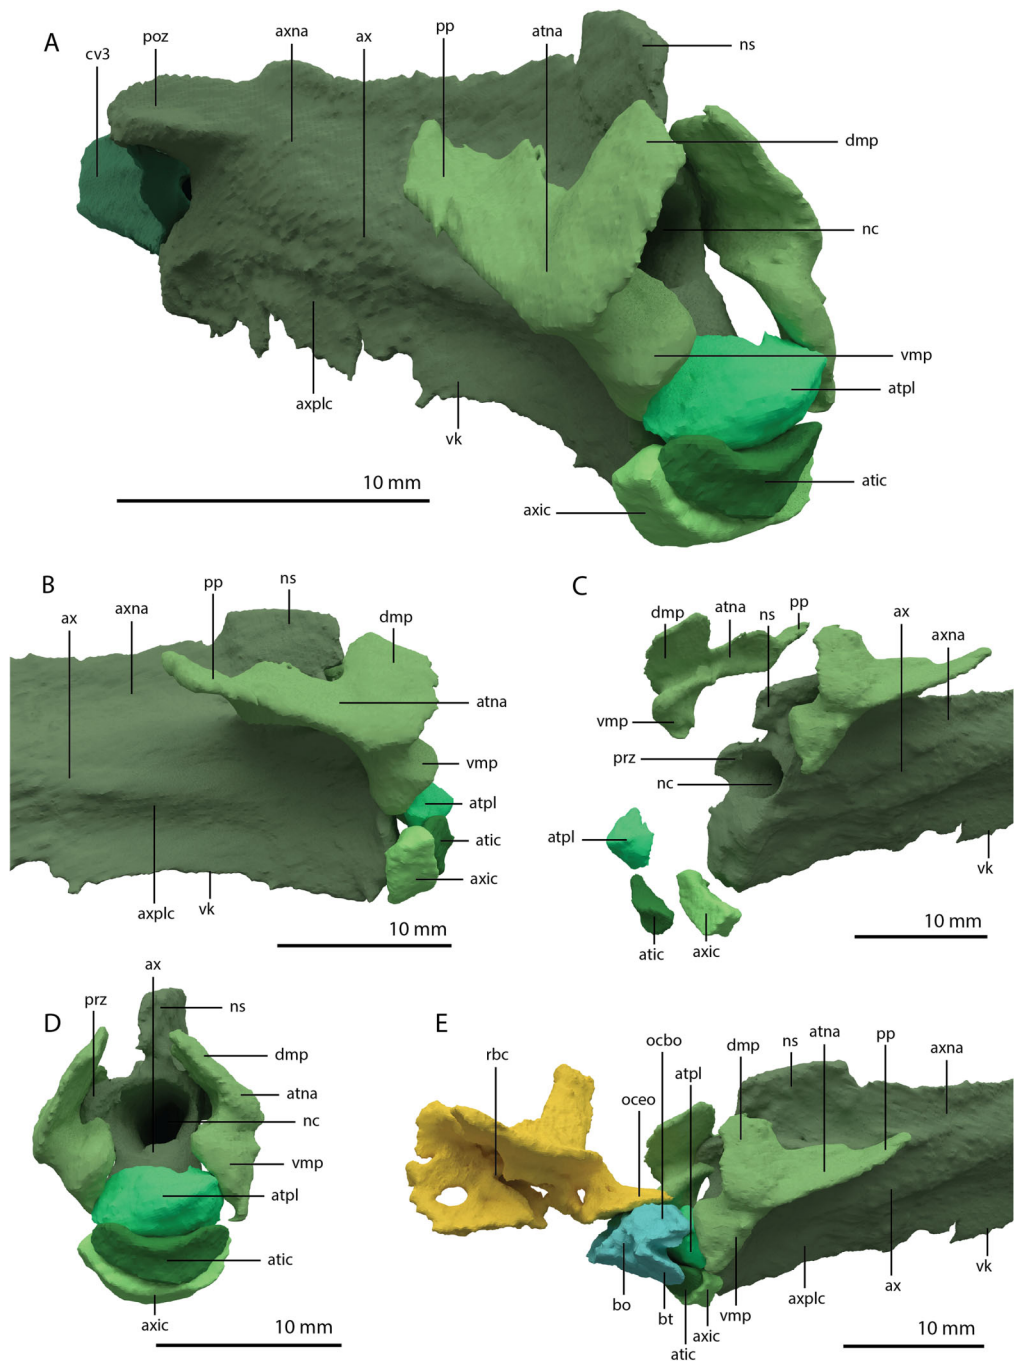 A
cv3
poz
axna
ax
pp
atna
ns
dmp
nc
vmp
atpl
atic
axic
axplc
vk
10 mm
B
ax
axna
pp
ns
dmp
atna
vmp
atpl
atic
axic
axplc
vk
10 mm
C
dmp
atna
ns
pp
ax
axna
vmp
prz
nc
atpl
atic
axic
vk
10 mm
D
prz
ax
ns
dmp
atna
nc
vmp
atpl
atic
axic
10 mm
E
rbc
oceo
ocbo
atpl
dmp
ns
atna
pp
axna
bo
bt
atic
axic
vmp
axplc
ax
vk
10 mm